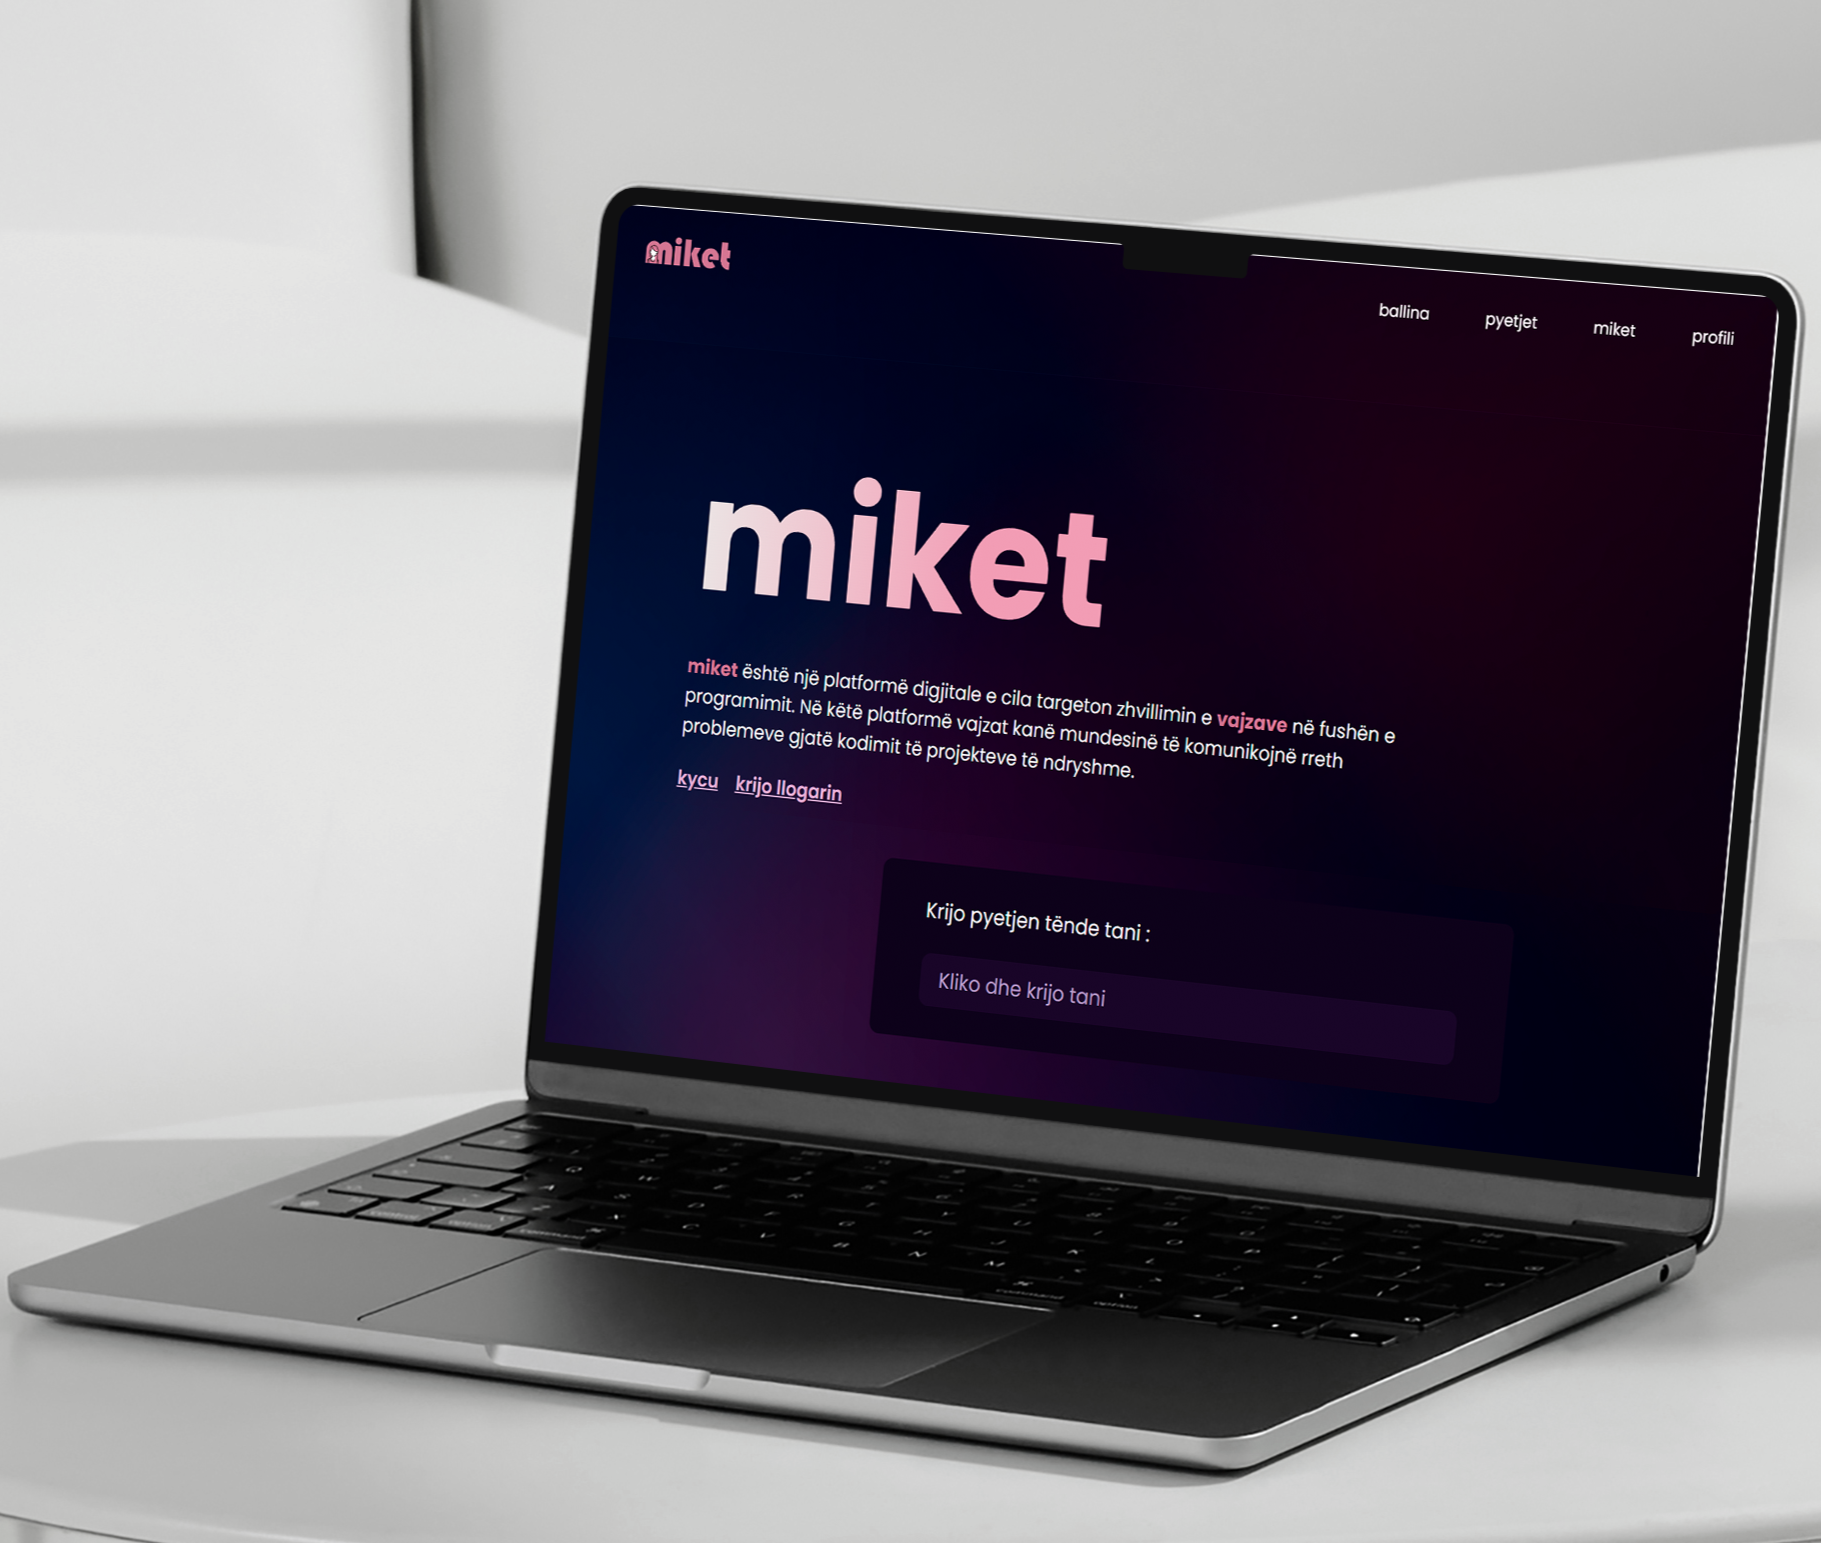 miket
ballina pyetjet miket profili
miket
miket është një platformë digjitale e cila targeton zhvillimin e vajzave në fushën e
programimit. Në këtë platformë vajzat kanë mundesinë të komunikojnë rreth
problemeve gjatë kodimit të projekteve të ndryshme.
kycu krijo llogarin
Krijo pyetjen tënde tani :
Kliko dhe krijo tani